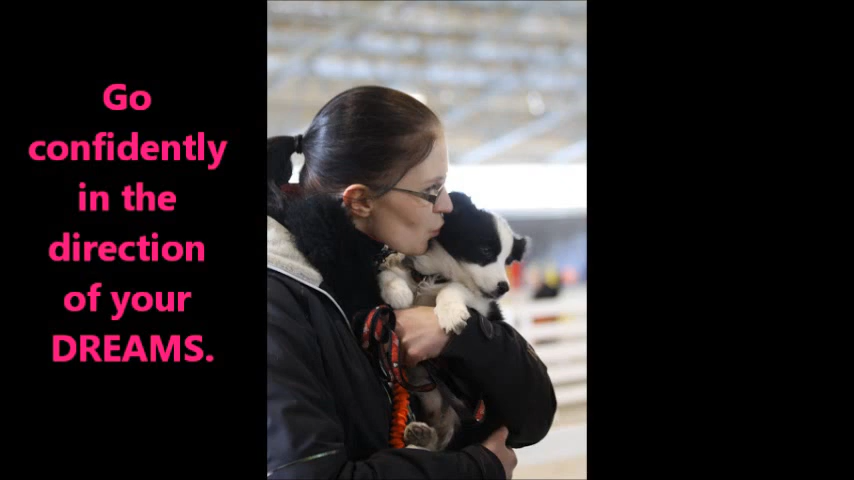 Go
confidently
in the
direction
of your
DREAMS.